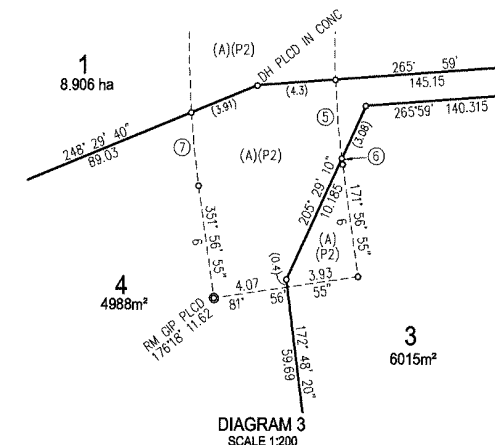 (A)(P2)
DH PLCD IN CONC
1
8.906 ha
265° 59'
145.15
(4.3)
(3.91)
248° 29' 40"
89.03
⑦
⑤
265°59' 140.315
(3.08)
⑥
(A)(P2)
205° 29' 10"
10.185
171° 56' 55"
6
351° 56' 55"
6
(A)
(P2)
(0.4)
4.07
3.93
81° 56' 55"
4
4988m²
RM GIP PLCD
176°18' 11.62
3
6015m²
172° 48' 20"
59.69
DIAGRAM 3
SCALE 1:200